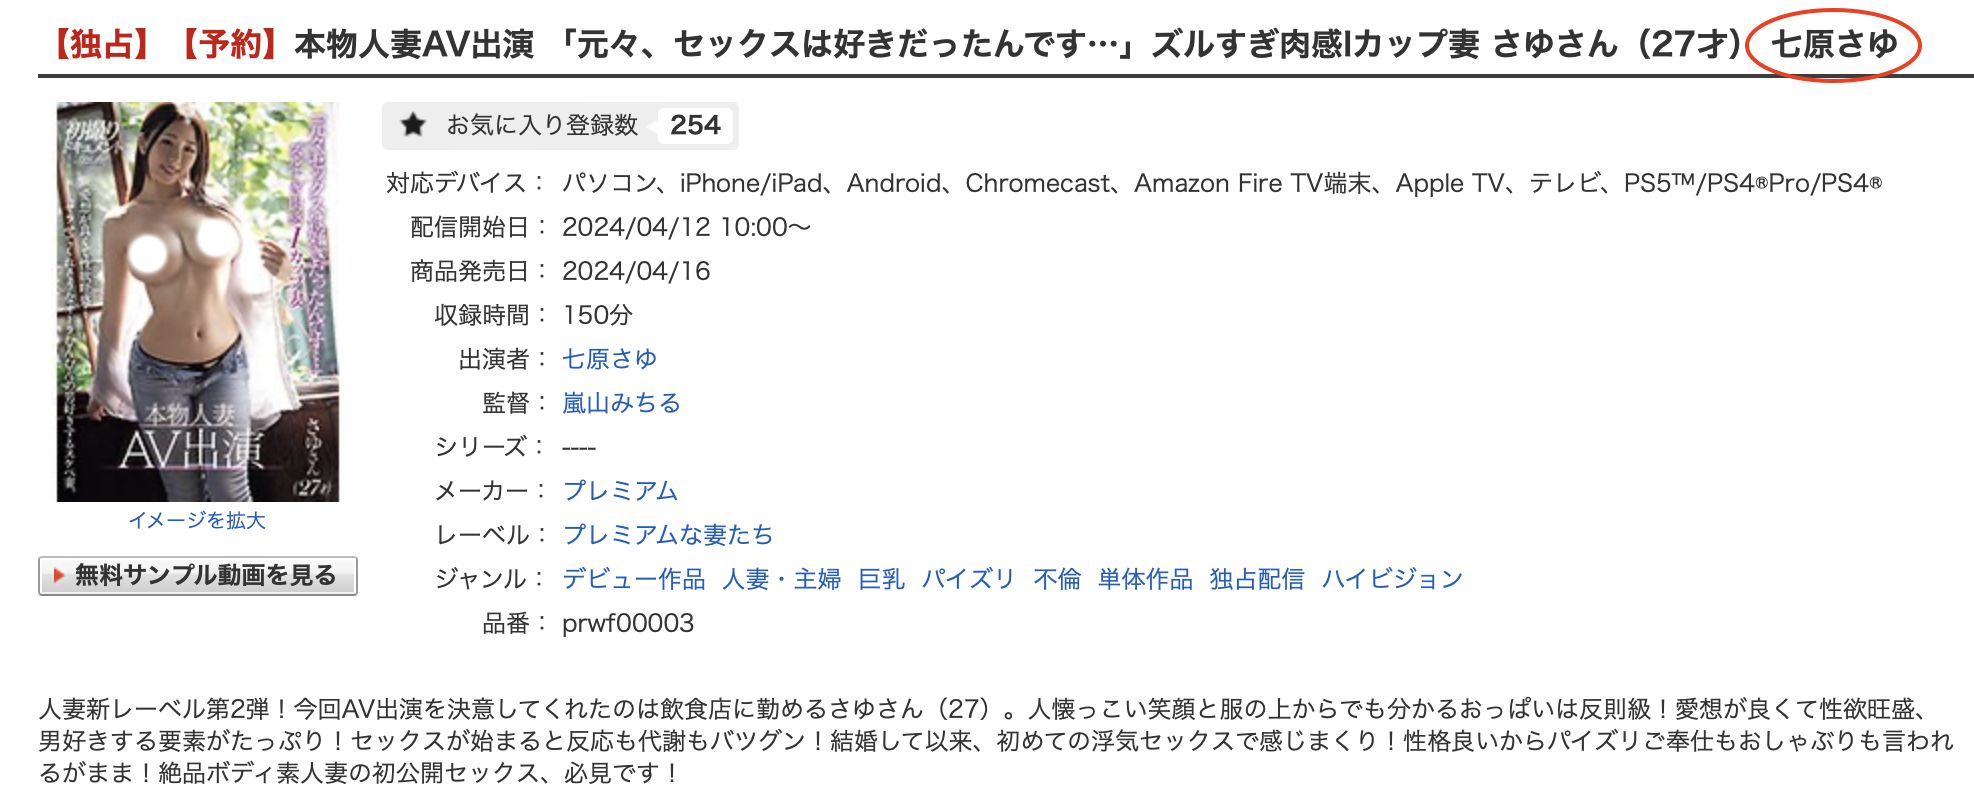 【独占】【予約】本物人妻AV出演 「元々、セックスは好きだったんです…」ズルすぎ肉感Iカップ妻 さゆさん（27才） 七原さゆ
初撮り
ドキュメント
本物人妻
AV出演
さゆさん
(27才)
イメージを拡大
無料サンプル動画を見る
★ お気に入り登録数 254
対応デバイス： パソコン、iPhone/iPad、Android、Chromecast、Amazon Fire TV端末、Apple TV、テレビ、PS5™/PS4®Pro/PS4®
配信開始日： 2024/04/12 10:00〜
商品発売日： 2024/04/16
収録時間： 150分
出演者： 七原さゆ
監督： 嵐山みちる
シリーズ： ----
メーカー： プレミアム
レーベル： プレミアムな妻たち
ジャンル： デビュー作品 人妻・主婦 巨乳 パイズリ 不倫 単体作品 独占配信 ハイビジョン
品番： prwf00003
人妻新レーベル第2弾！今回AV出演を決意してくれたのは飲食店に勤めるさゆさん（27）。人懐っこい笑顔と服の上からでも分かるおっぱいは反則級！愛想が良くて性欲旺盛、
男好きする要素がたっぷり！セックスが始まると反応も代謝もバツグン！結婚して以来、初めての浮気セックスで感じまくり！性格良いからパイズリご奉仕もおしゃぶりも言われ
るがまま！絶品ボディ素人妻の初公開セックス、必見です！